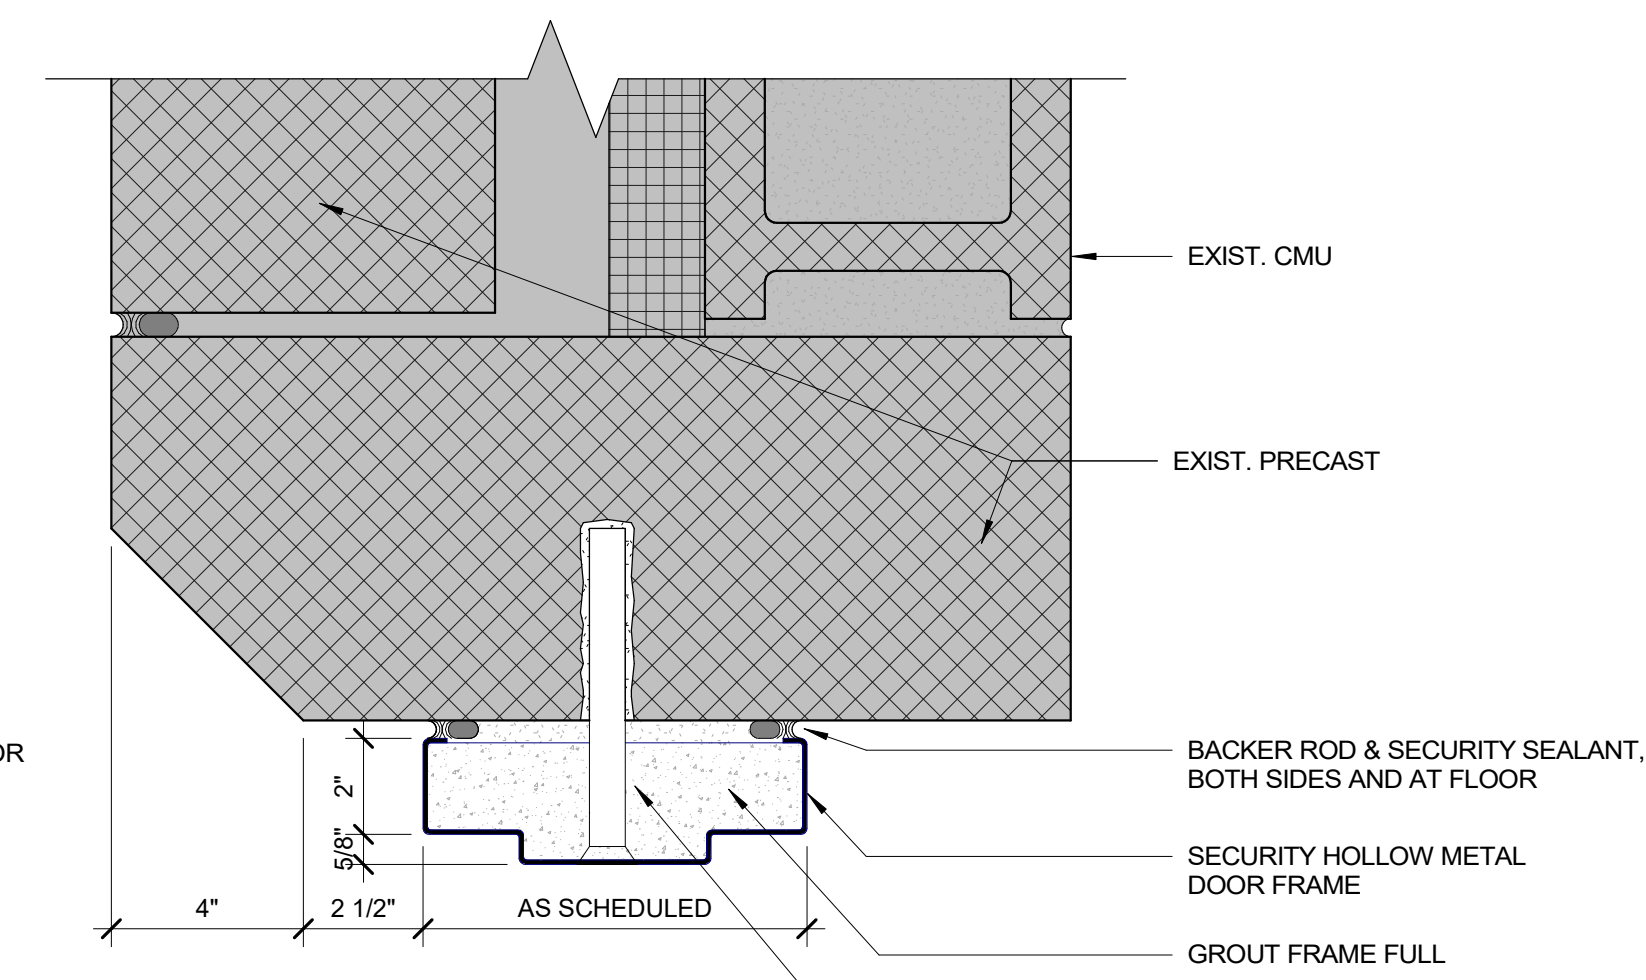 EXIST. CMU
EXIST. PRECAST
OR
BACKER ROD & SECURITY SEALANT,
BOTH SIDES AND AT FLOOR
2"
5/8"
SECURITY HOLLOW METAL
DOOR FRAME
4"
2 1/2"
AS SCHEDULED
GROUT FRAME FULL